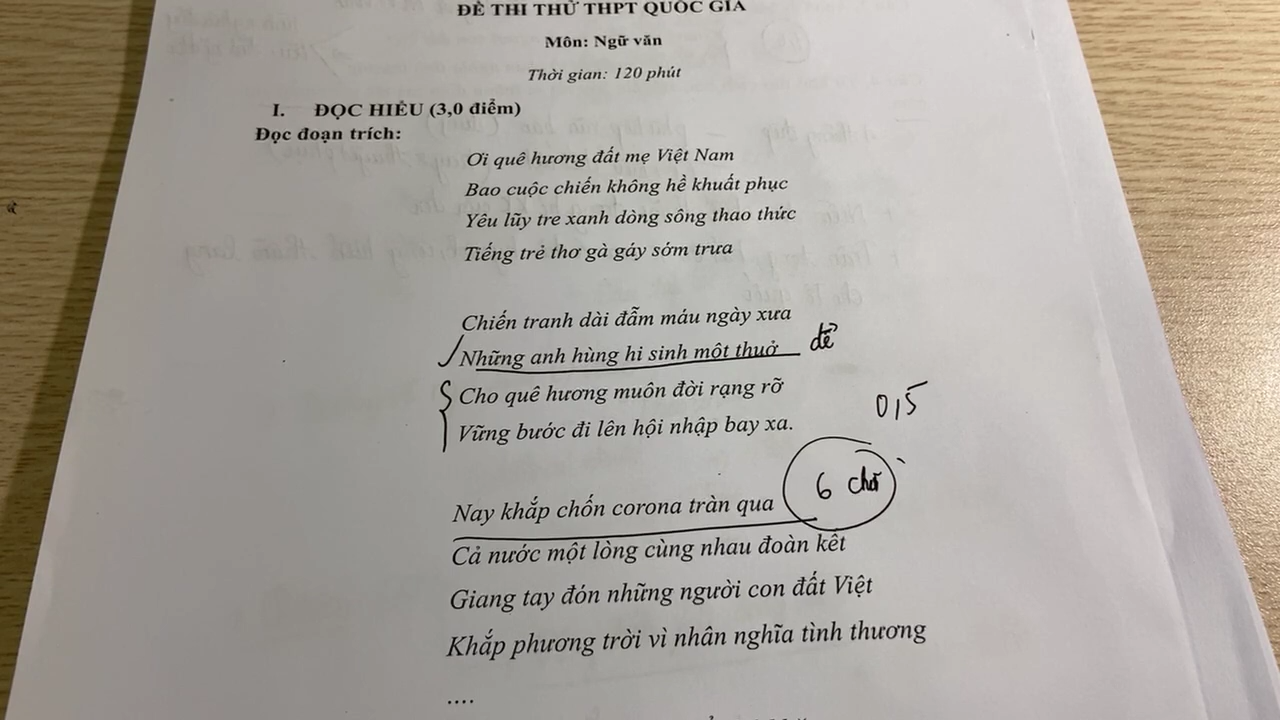 ĐỀ THI THỬ THPT QUỐC GIA
Môn: Ngữ văn
Thời gian: 120 phút
I. ĐỌC HIỂU (3,0 điểm)
Đọc đoạn trích:
Ơi quê hương đất mẹ Việt Nam
Bao cuộc chiến không hề khuất phục
Yêu lũy tre xanh dòng sông thao thức
Tiếng trẻ thơ gà gáy sớm trưa
Chiến tranh dài đẫm máu ngày xưa
Những anh hùng hi sinh một thuở để
Cho quê hương muôn đời rạng rỡ
0,5
Vững bước đi lên hội nhập bay xa.
6
Nay khắp chốn corona tràn qua
Cả nước một lòng cùng nhau đoàn kết
Giang tay đón những người con đất Việt
Khắp phương trời vì nhân nghĩa tình thương
....